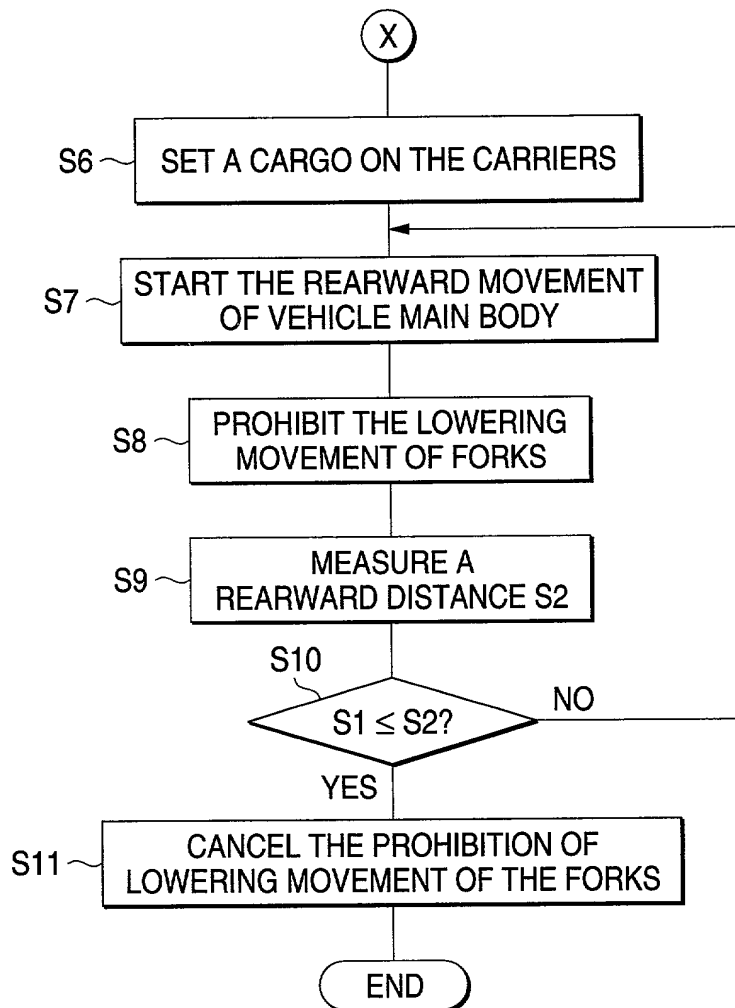 X
S6
SET A CARGO ON THE CARRIERS
S7
START THE REARWARD MOVEMENT
OF VEHICLE MAIN BODY
S8
PROHIBIT THE LOWERING
MOVEMENT OF FORKS
S9
MEASURE A
REARWARD DISTANCE S2
S10
S1 ≤ S2?
NO
YES
S11
CANCEL THE PROHIBITION OF
LOWERING MOVEMENT OF THE FORKS
END